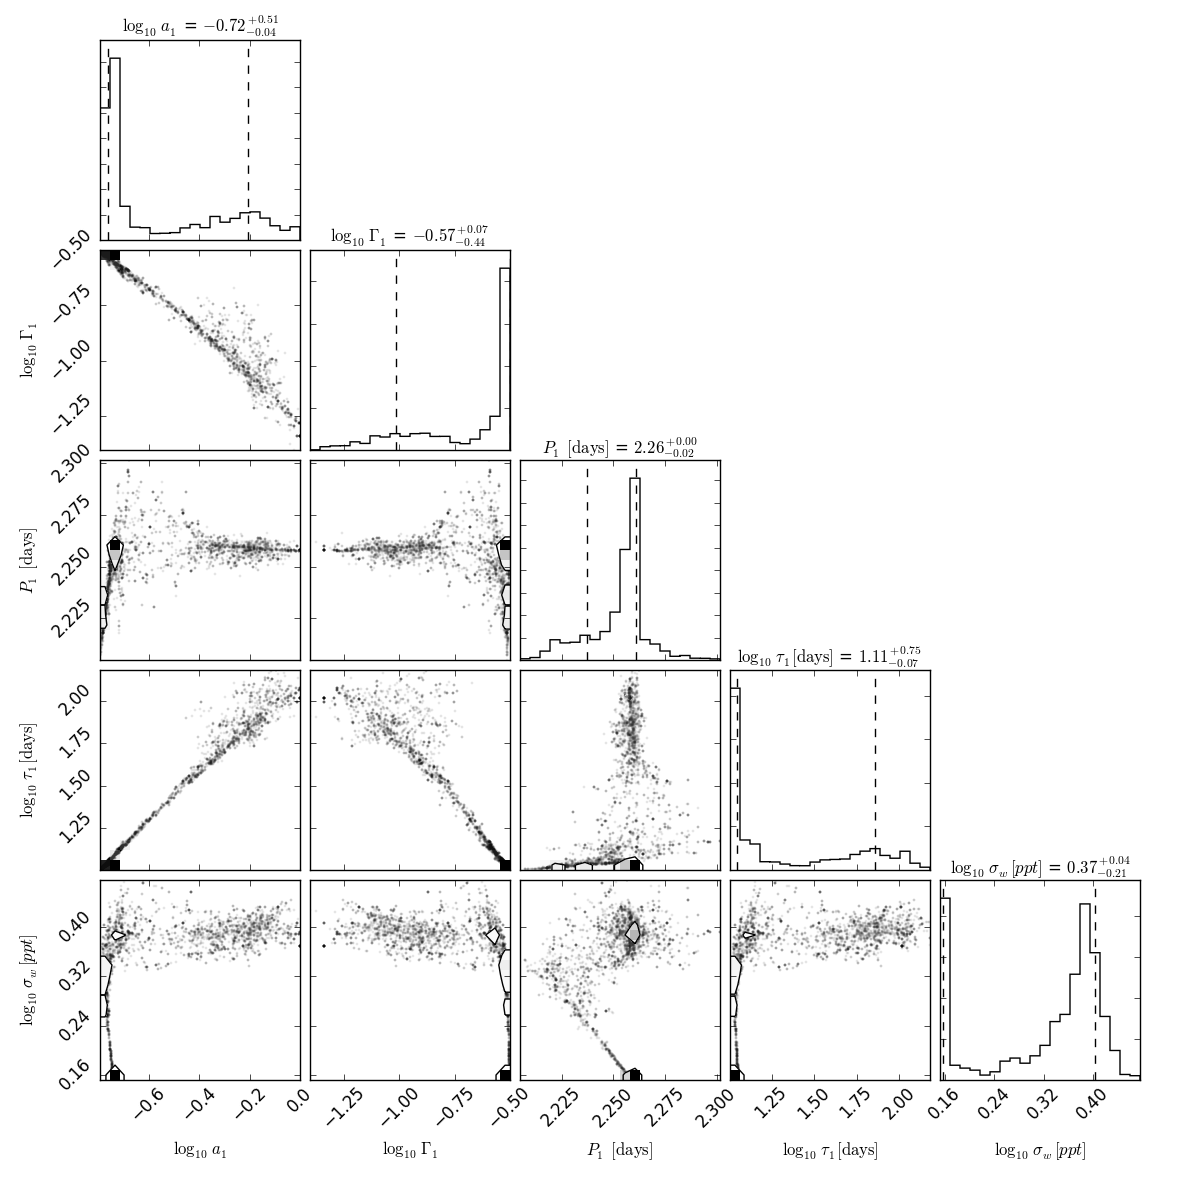 log₁₀ a₁ = −0.72 +0.51 −0.04
−0.50
log₁₀ Γ₁ = −0.57 +0.07 −0.44
−0.75
log₁₀ Γ₁
−1.00
−1.25
2.300
P₁ [days] = 2.26 +0.00 −0.02
2.275
P₁ [days]
2.250
2.225
log₁₀ τ₁[days] = 1.11 +0.75 −0.07
2.00
1.75
log₁₀ τ₁[days]
1.50
1.25
log₁₀ σ_w[ppt] = 0.37 +0.04 −0.21
0.40
0.32
log₁₀ σ_w[ppt]
0.24
0.16
−0.6 −0.4 −0.2 0.0 −1.25 −1.00 −0.75 −0.50 2.225 2.250 2.275 2.300 1.25 1.50 1.75 2.00 0.16 0.24 0.32 0.40
log₁₀ a₁ log₁₀ Γ₁ P₁ [days] log₁₀ τ₁[days] log₁₀ σ_w[ppt]